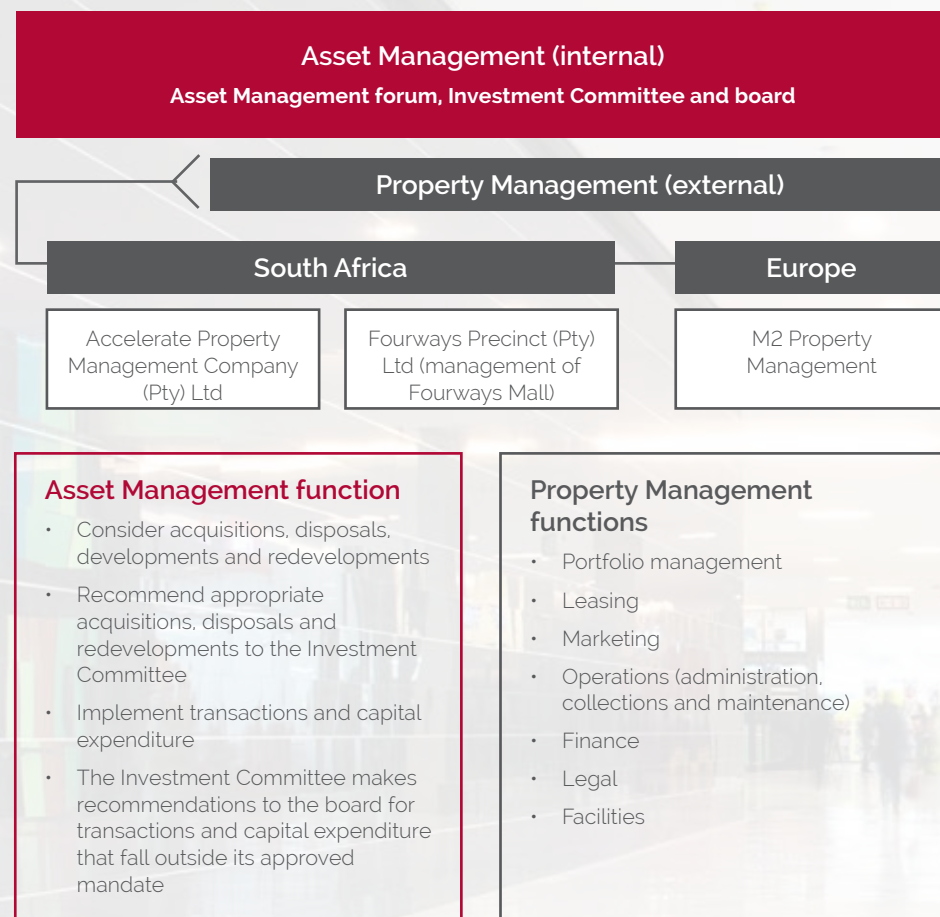 Asset Management (internal)
Asset Management forum, Investment Committee and board
Property Management (external)
South Africa
Europe
Accelerate Property
Management Company
(Pty) Ltd
Fourways Precinct (Pty)
Ltd (management of
Fourways Mall)
M2 Property
Management
Asset Management function
• Consider acquisitions, disposals,
developments and redevelopments
• Recommend appropriate
acquisitions, disposals and
redevelopments to the Investment
Committee
• Implement transactions and capital
expenditure
• The Investment Committee makes
recommendations to the board for
transactions and capital expenditure
that fall outside its approved
mandate
Property Management
functions
• Portfolio management
• Leasing
• Marketing
• Operations (administration,
collections and maintenance)
• Finance
• Legal
• Facilities